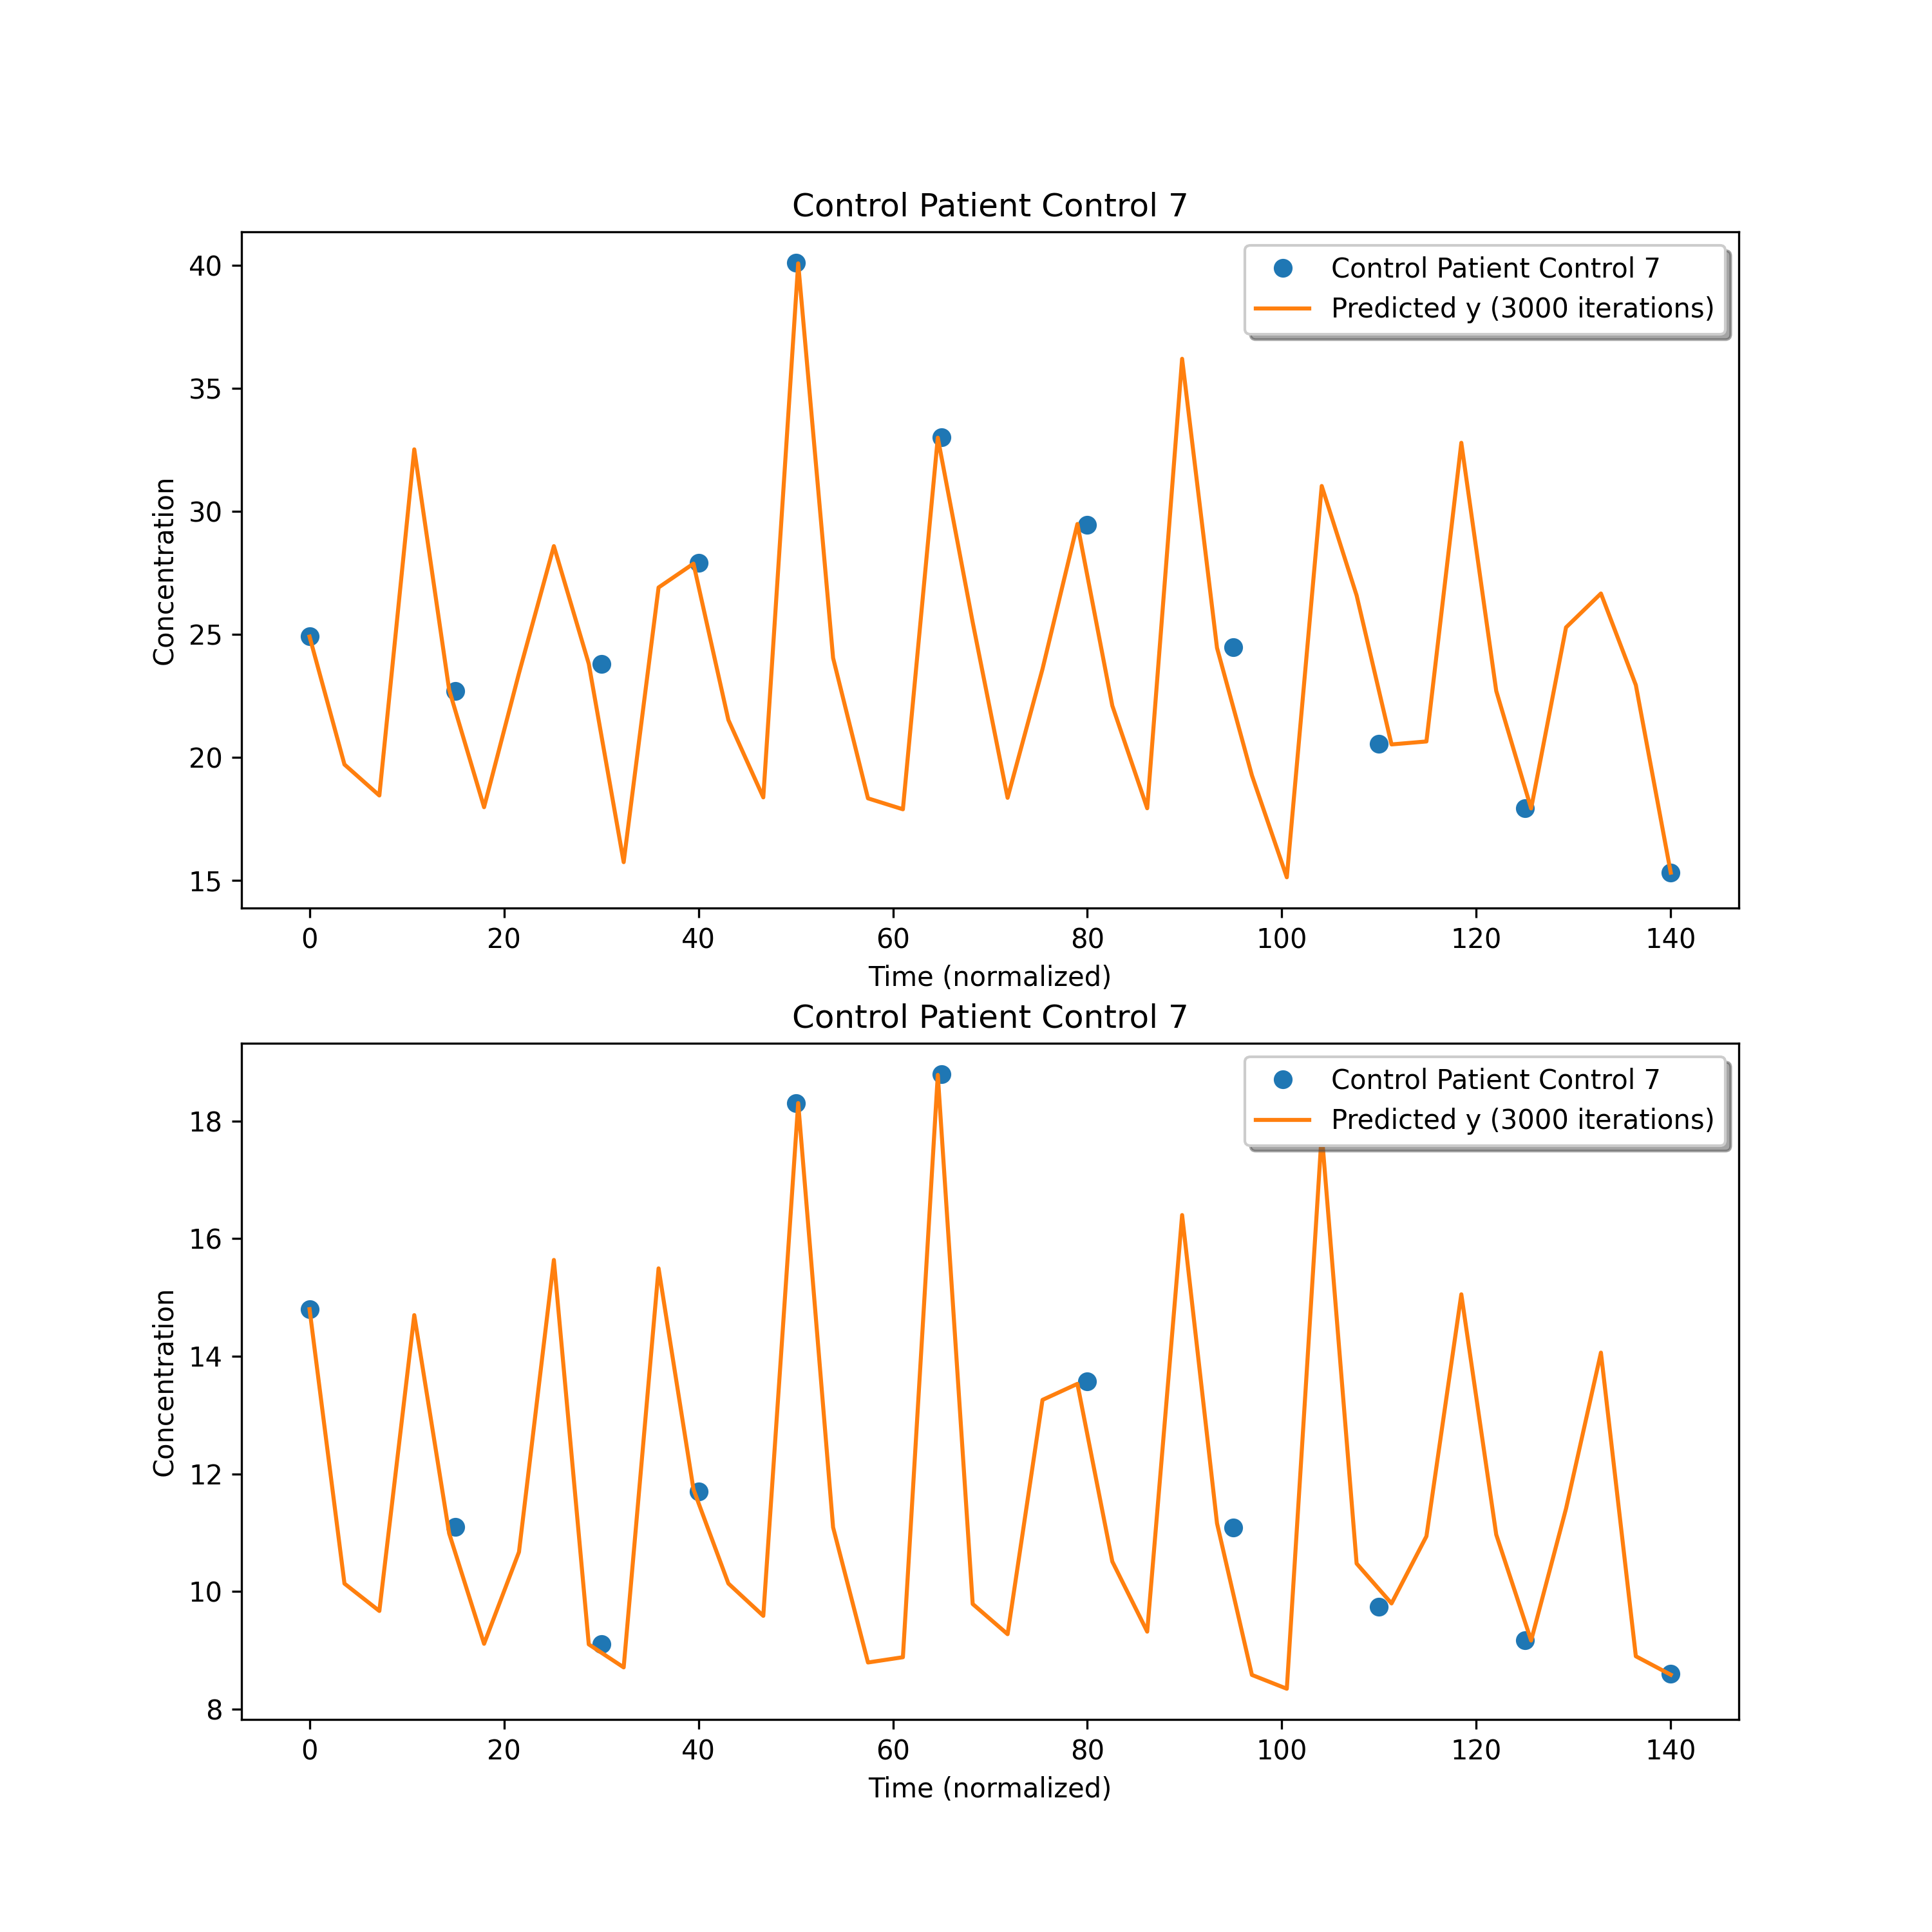 Control Patient Control 7
Control Patient Control 7
Predicted y (3000 iterations)
40
35
30
25
20
15
Concentration
0 20 40 60 80 100 120 140
Time (normalized)
Control Patient Control 7
Control Patient Control 7
Predicted y (3000 iterations)
18
16
14
12
10
8
Concentration
0 20 40 60 80 100 120 140
Time (normalized)